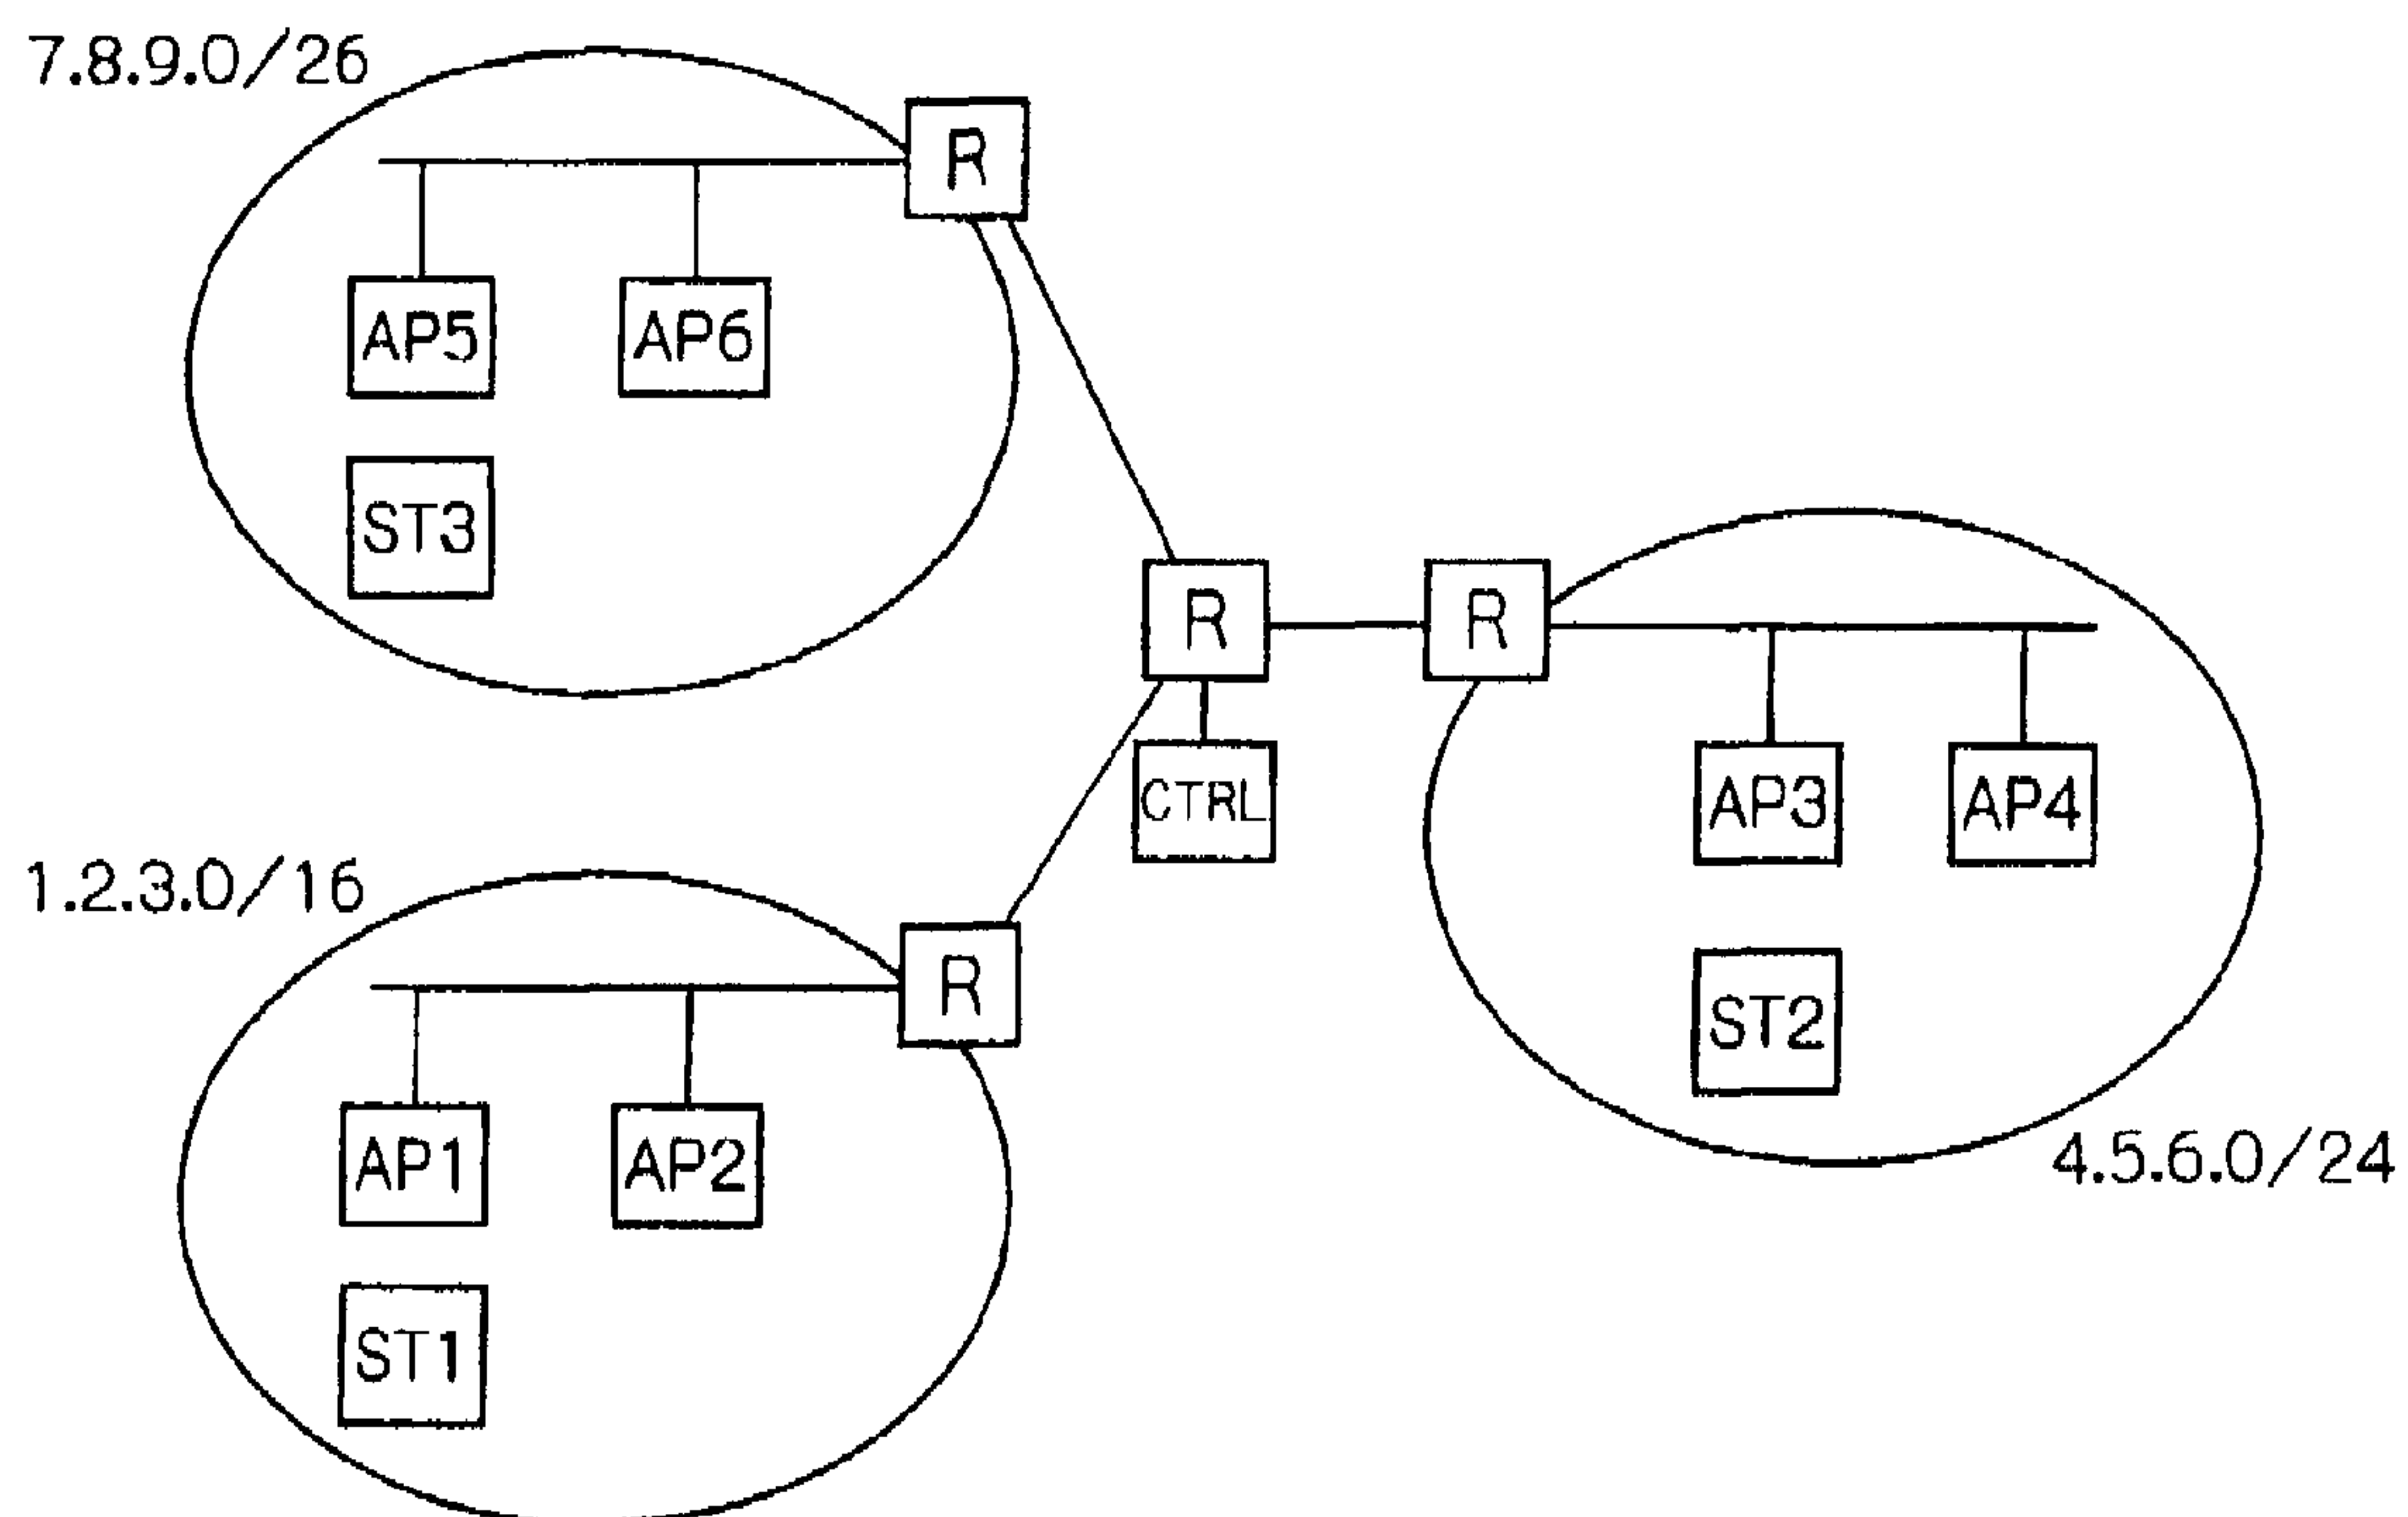 7.8.9.0/26
R
AP5 AP6
ST3
R R
CTRL AP3 AP4
1.2.3.0/16
R
ST2
AP1 AP2
4.5.6.0/24
ST1